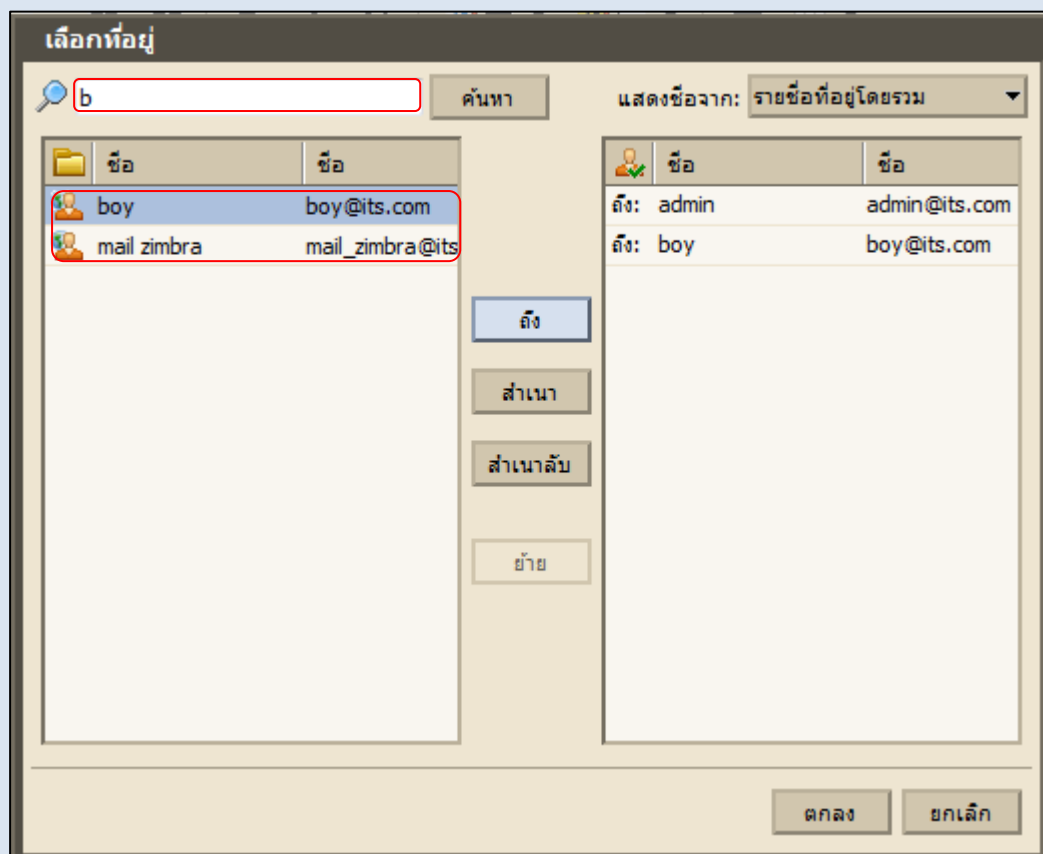 เลือกที่อยู่
b ค้นหา แสดงชื่อจาก: รายชื่อที่อยู่โดยรวม
ชื่อ ชื่อ
boy boy@its.com
mail zimbra mail_zimbra@its
ถึง
สำเนา
สำเนาลับ
ย้าย
ชื่อ ชื่อ
ถึง: admin admin@its.com
ถึง: boy boy@its.com
ตกลง ยกเลิก